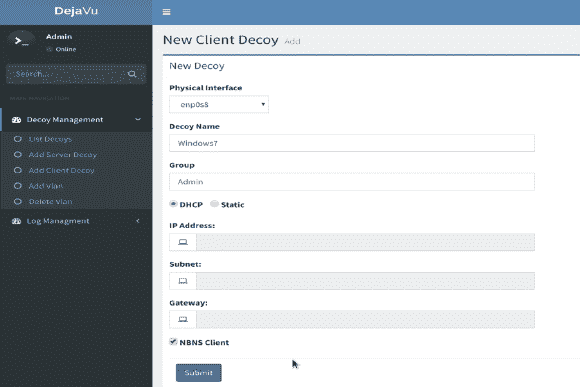 DejaVu
Admin
Online
Search...
Decoy Management
List Decoys
Add Server Decoy
Add Client Decoy
Add Vlan
Delete Vlan
Log Managment
New Client Decoy Add
New Decoy
Physical Interface
enp0s8
Decoy Name
Windows7
Group
Admin
DHCP Static
IP Address:
Subnet:
Gateway:
NBNS Client
Submit